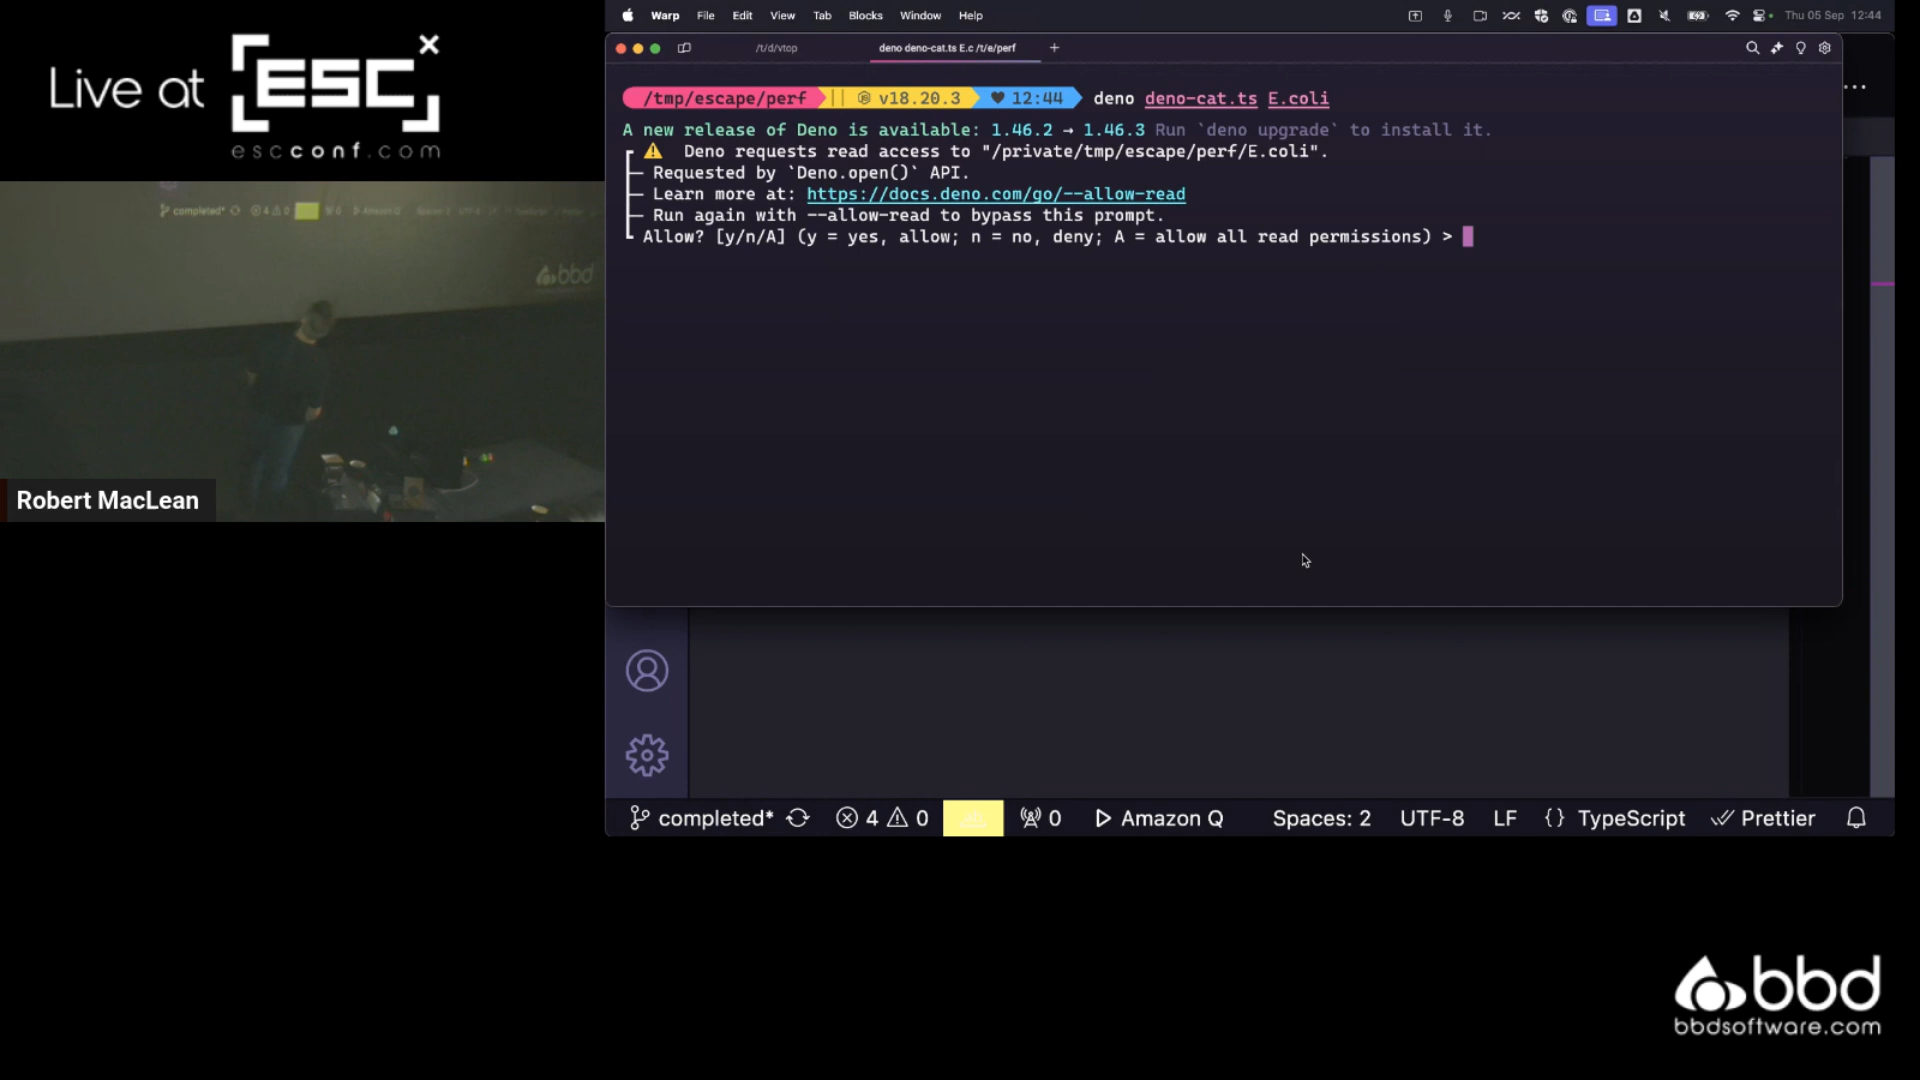 Live at ESC
escconf.com
completed* 4 0
bbd
Robert MacLean
Warp File Edit View Tab Blocks Window Help
Thu 05 Sep 12:44
/t/d/vtop
deno deno-cat.ts E.c /t/e/perf
/tmp/escape/perf v18.20.3 12:44 deno deno-cat.ts E.coli
A new release of Deno is available: 1.46.2 → 1.46.3 Run `deno upgrade` to install it.
Deno requests read access to "/private/tmp/escape/perf/E.coli".
Requested by `Deno.open()` API.
Learn more at: https://docs.deno.com/go/--allow-read
Run again with --allow-read to bypass this prompt.
Allow? [y/n/A] (y = yes, allow; n = no, deny; A = allow all read permissions) >
completed* 4 0 0 Amazon Q Spaces: 2 UTF-8 LF {} TypeScript Prettier
bbd
bbdsoftware.com